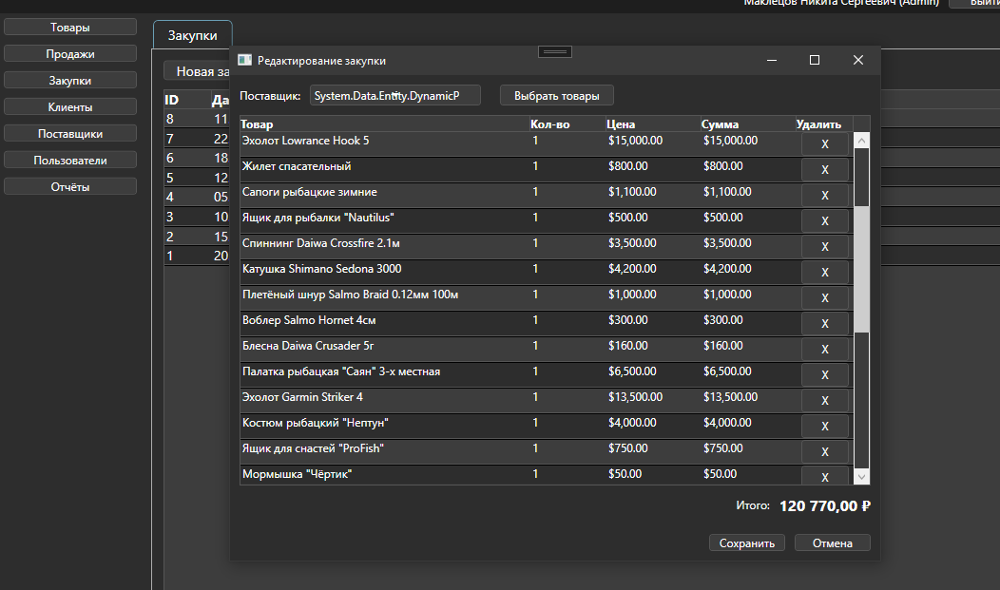 Маклецов Никита Сергеевич (Admin) Выйти
Товары
Продажи
Закупки
Клиенты
Поставщики
Пользователи
Отчёты
Закупки
Новая за
ID Да
8 11
7 22
6 18
5 12
4 05
3 10
2 15
1 20
Редактирование закупки
Поставщик: System.Data.Entity.DynamicP Выбрать товары
Товар Кол-во Цена Сумма Удалить
Эхолот Lowrance Hook 5 1 $15,000.00 $15,000.00 X
Жилет спасательный 1 $800.00 $800.00 X
Сапоги рыбацкие зимние 1 $1,100.00 $1,100.00 X
Ящик для рыбалки "Nautilus" 1 $500.00 $500.00 X
Спиннинг Daiwa Crossfire 2.1м 1 $3,500.00 $3,500.00 X
Катушка Shimano Sedona 3000 1 $4,200.00 $4,200.00 X
Плетёный шнур Salmo Braid 0.12мм 100м 1 $1,000.00 $1,000.00 X
Воблер Salmo Hornet 4см 1 $300.00 $300.00 X
Блесна Daiwa Crusader 5г 1 $160.00 $160.00 X
Палатка рыбацкая "Саян" 3-х местная 1 $6,500.00 $6,500.00 X
Эхолот Garmin Striker 4 1 $13,500.00 $13,500.00 X
Костюм рыбацкий "Нептун" 1 $4,000.00 $4,000.00 X
Ящик для снастей "ProFish" 1 $750.00 $750.00 X
Мормышка "Чёртик" 1 $50.00 $50.00 X
Итого: 120 770,00 ₽
Сохранить Отмена